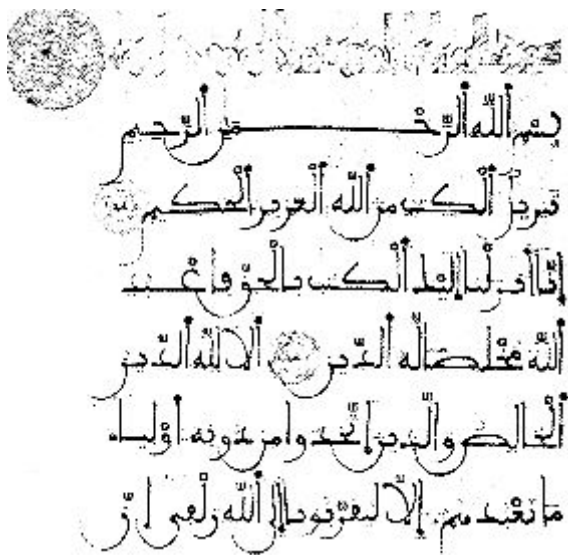 بسم الله الرحمن الرحيم
تنزيل الكتب من الله العزيز الحكيم
إنا أنزلنا إليك الكتب بالحق فاعبد
الله مخلصا له الدين ألا لله الدين
الخالص والذين اتخذوا من دونه أولياء
ما نعبدهم إلا ليقربونا إلى الله زلفى إن